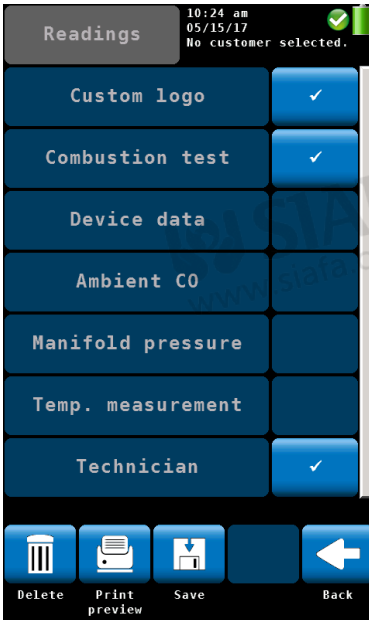 Readings
10:24 am
05/15/17
No customer selected.
Custom logo
Combustion test
Device data
Ambient CO
Manifold pressure
Temp. measurement
Technician
Delete
Print preview
Save
Back